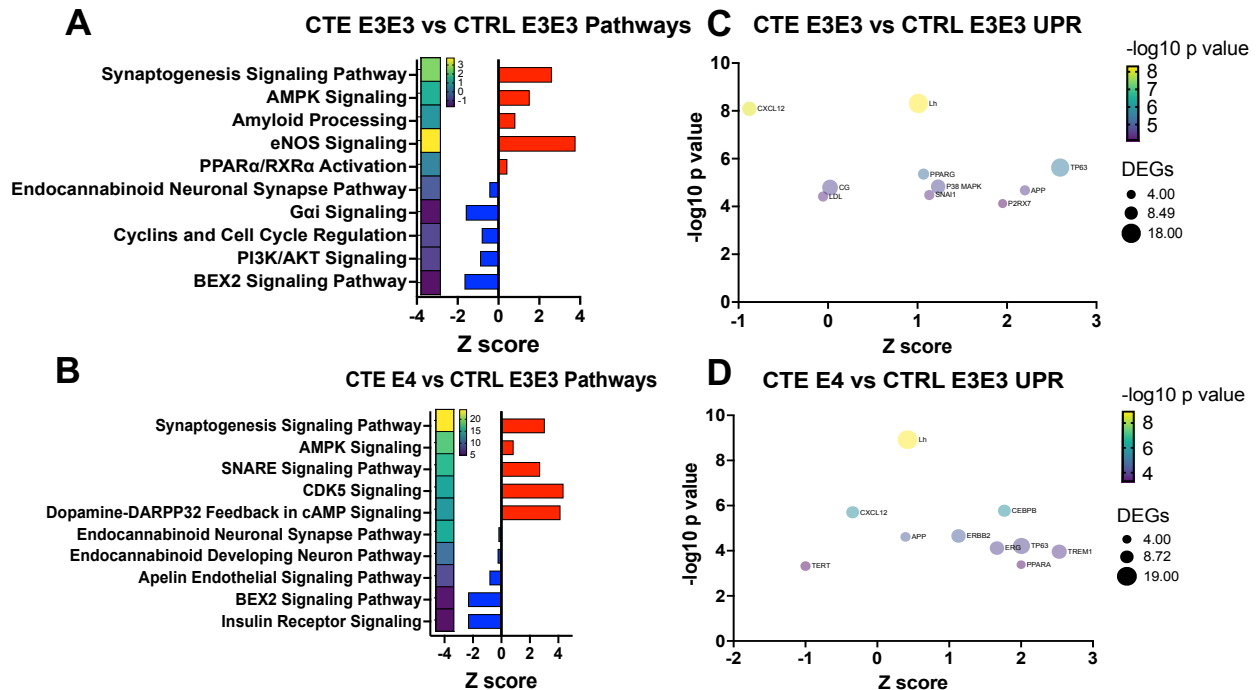 A
CTE E3E3 vs CTRL E3E3 Pathways
Synaptogenesis Signaling Pathway
AMPK Signaling
Amyloid Processing
eNOS Signaling
PPARα/RXRα Activation
Endocannabinoid Neuronal Synapse Pathway
Gαi Signaling
Cyclins and Cell Cycle Regulation
PI3K/AKT Signaling
BEX2 Signaling Pathway
3
2
1
0
-1
-4 -2 0 2 4
Z score
C
CTE E3E3 vs CTRL E3E3 UPR
-log10 p value
10
8
6
4
2
0
CXCL12
Lh
TP63
PPARG
CG
P38 MAPK
LDL
SNAI1
APP
P2RX7
-1 0 1 2 3
Z score
-log10 p value
8
7
6
5
DEGs
4.00
8.49
18.00
B
CTE E4 vs CTRL E3E3 Pathways
Synaptogenesis Signaling Pathway
AMPK Signaling
SNARE Signaling Pathway
CDK5 Signaling
Dopamine-DARPP32 Feedback in cAMP Signaling
Endocannabinoid Neuronal Synapse Pathway
Endocannabinoid Developing Neuron Pathway
Apelin Endothelial Signaling Pathway
BEX2 Signaling Pathway
Insulin Receptor Signaling
20
15
10
5
-4 -2 0 2 4
Z score
D
CTE E4 vs CTRL E3E3 UPR
-log10 p value
10
8
6
4
2
0
Lh
CXCL12
CEBPB
APP
ERBB2
ERG
TP63
TREM1
TERT
PPARA
-2 -1 0 1 2 3
Z score
-log10 p value
8
6
4
DEGs
4.00
8.72
19.00